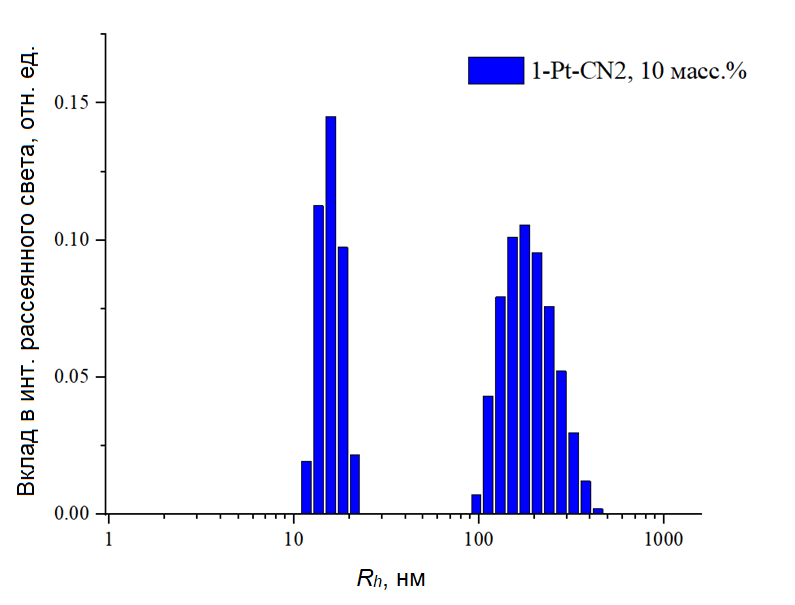 1-Pt-CN2, 10 масс.%
Вклад в инт. рассеянного света, отн. ед.
0.15
0.10
0.05
0.00
1 10 100 1000
Rh, нм